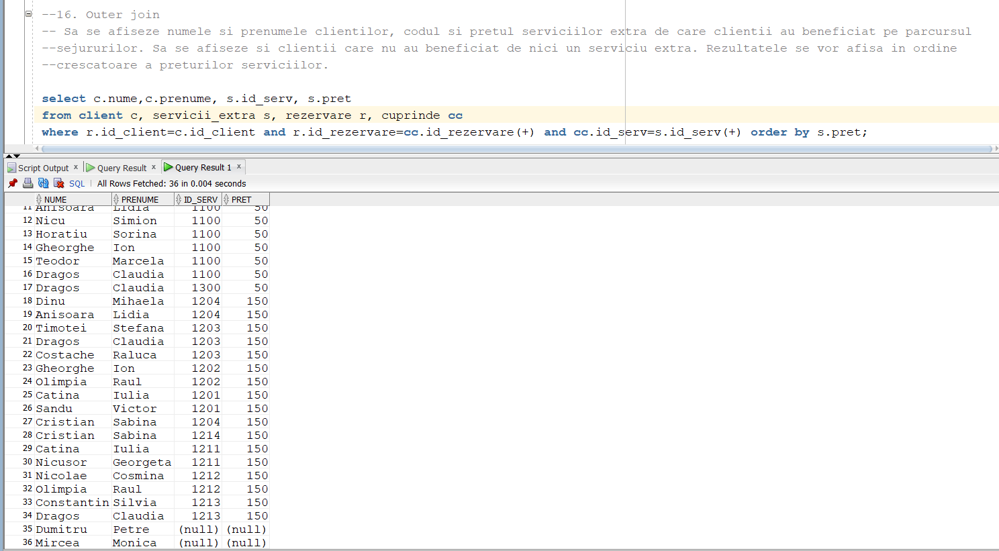 --16. Outer join
-- Sa se afiseze numele si prenumele clientilor, codul si pretul serviciilor extra de care clientii au beneficiat pe parcursul
--sejururilor. Sa se afiseze si clientii care nu au beneficiat de nici un serviciu extra. Rezultatele se vor afisa in ordine
--crescatoare a preturilor serviciilor.
select c.nume,c.prenume, s.id_serv, s.pret
from client c, servicii_extra s, rezervare r, cuprinde cc
where r.id_client=c.id_client and r.id_rezervare=cc.id_rezervare(+) and cc.id_serv=s.id_serv(+) order by s.pret;
Script Output x Query Result x Query Result 1 x
SQL All Rows Fetched: 36 in 0.004 seconds
NUME PRENUME ID_SERV PRET
11 Anisoara Lidia 1100 50
12 Nicu Simion 1100 50
13 Horatiu Sorina 1100 50
14 Gheorghe Ion 1100 50
15 Teodor Marcela 1100 50
16 Dragos Claudia 1100 50
17 Dragos Claudia 1300 50
18 Dinu Mihaela 1204 150
19 Anisoara Lidia 1204 150
20 Timotei Stefana 1203 150
21 Dragos Claudia 1203 150
22 Costache Raluca 1203 150
23 Gheorghe Ion 1202 150
24 Olimpia Raul 1202 150
25 Catina Iulia 1201 150
26 Sandu Victor 1201 150
27 Cristian Sabina 1204 150
28 Cristian Sabina 1214 150
29 Catina Iulia 1211 150
30 Nicusor Georgeta 1211 150
31 Nicolae Cosmina 1212 150
32 Olimpia Raul 1212 150
33 Constantin Silvia 1213 150
34 Dragos Claudia 1213 150
35 Dumitru Petre (null) (null)
36 Mircea Monica (null) (null)